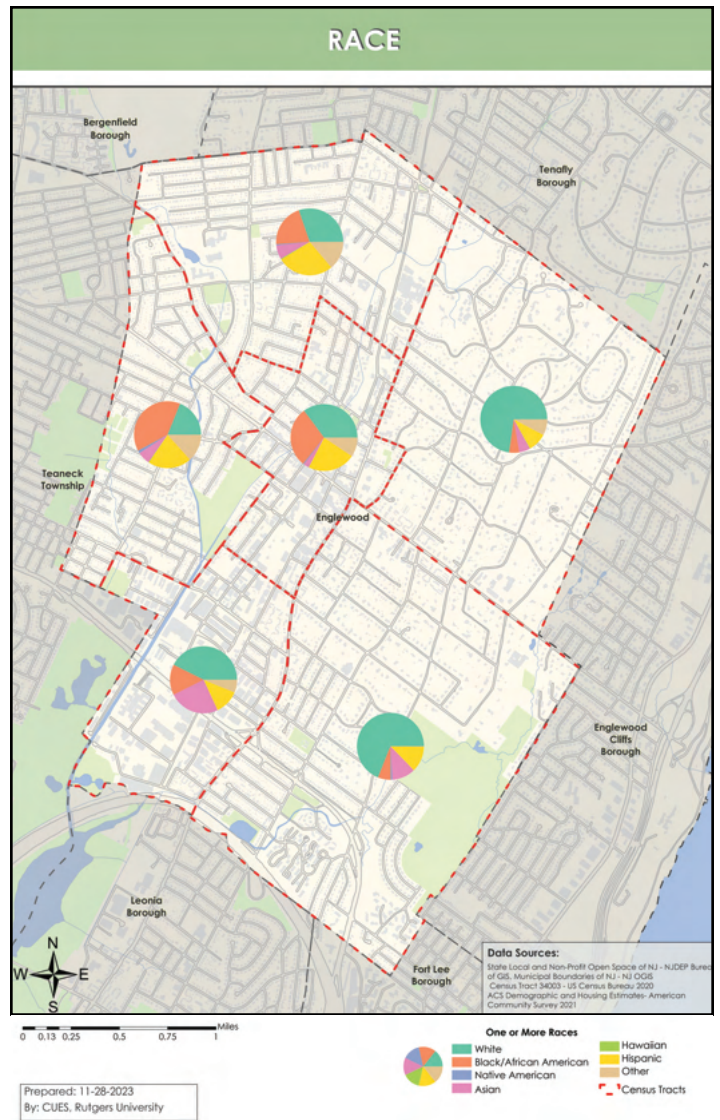 RACE
Bergenfield
Borough
Tenafly
Borough
Teaneck
Township
Englewood
Englewood
Cliffs
Borough
Leonia
Borough
Fort Lee
Borough
N
W
E
S
Data Sources:
State Local and Non-Profit Open Space of NJ - NJDEP Bureau
of GIS, Municipal Boundaries of NJ - NJ OGIS
Census Tract 34003 - US Census Bureau 2020
ACS Demographic and Housing Estimates- American
Community Survey 2021
0 0.13 0.25 0.5 0.75 1 Miles
One or More Races
White
Black/African American
Native American
Asian
Hawaiian
Hispanic
Other
Census Tracts
Prepared: 11-28-2023
By: CUES, Rutgers University